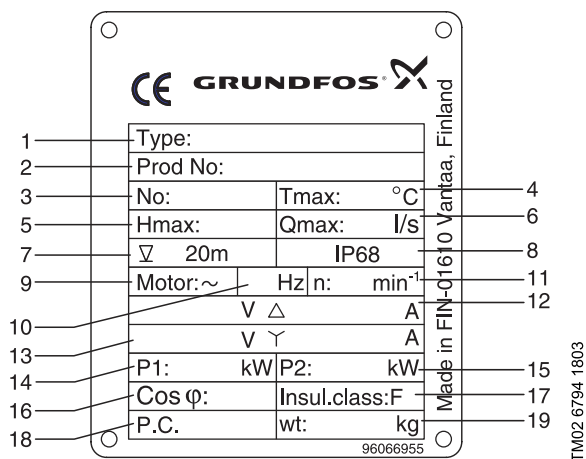 CE GRUNDFOS
1 Type:
2 Prod No:
3 No: Tmax: °C 4
5 Hmax: Qmax: l/s 6
7 20m IP68 8
9 Motor:~ Hz n: min⁻¹ 11
10 V △ A 12
13 V Y A
14 P1: kW P2: kW 15
16 Cos φ: Insul.class:F 17
18 P.C. wt: kg 19
96066955
Made in FIN-01610 Vantaa, Finland
TM02 6794 1803